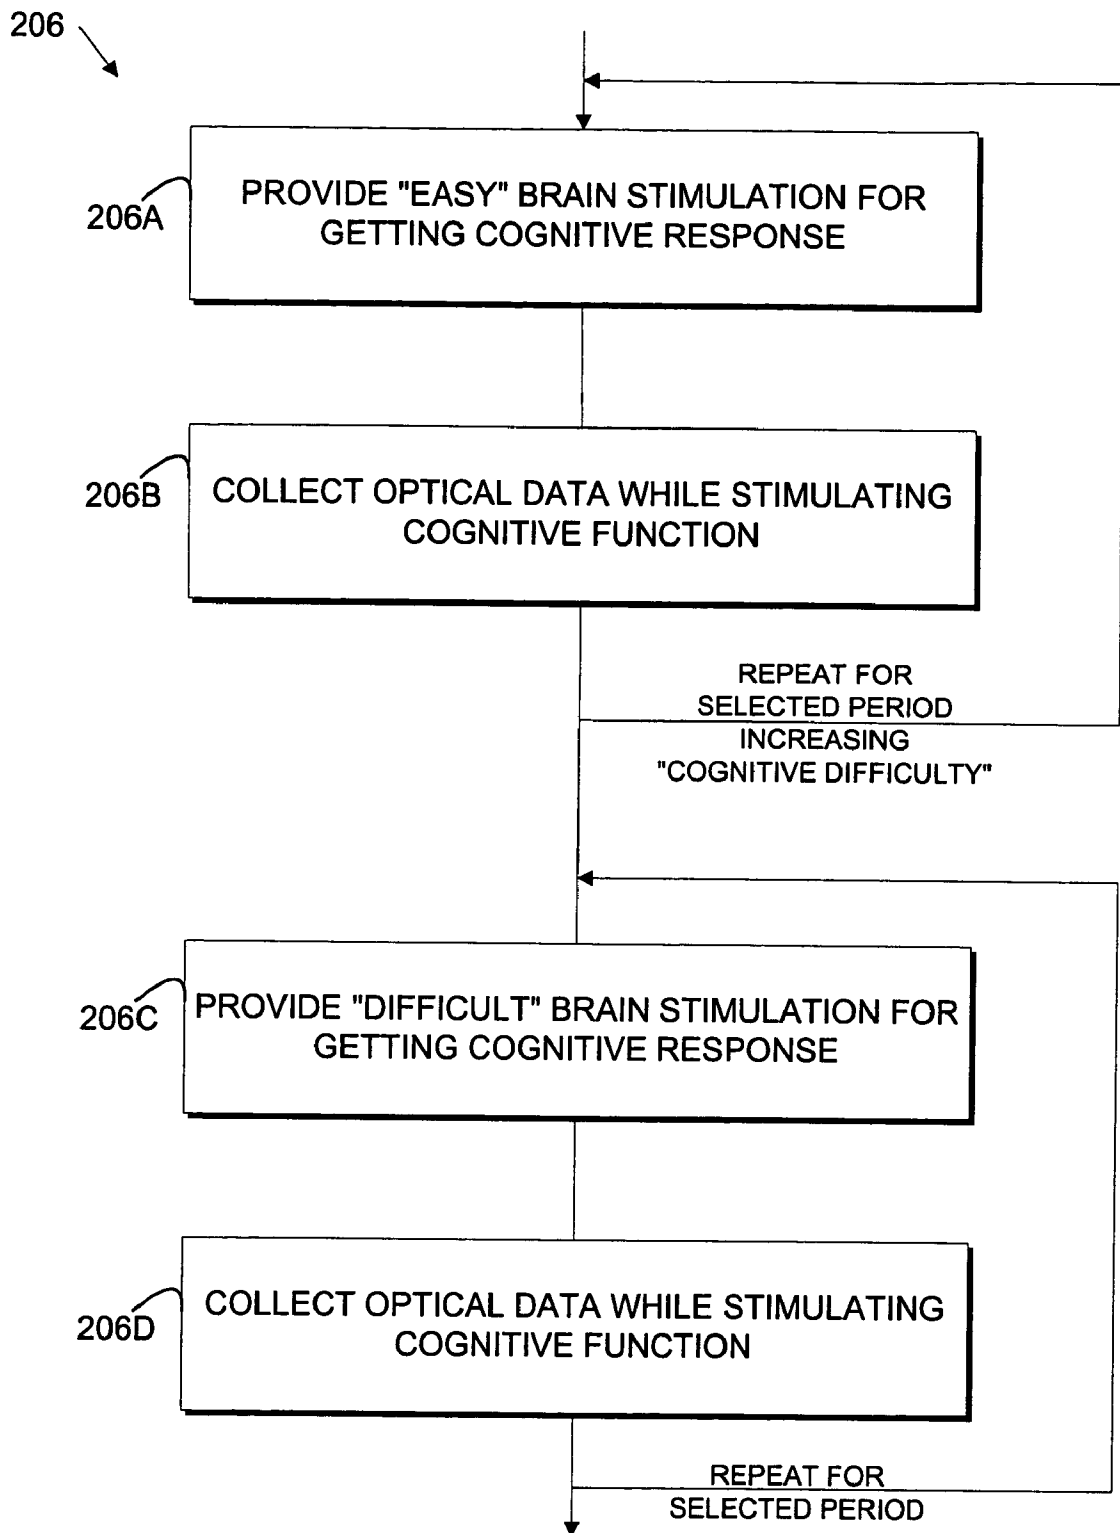 206
206A
PROVIDE "EASY" BRAIN STIMULATION FOR
GETTING COGNITIVE RESPONSE
206B
COLLECT OPTICAL DATA WHILE STIMULATING
COGNITIVE FUNCTION
REPEAT FOR
SELECTED PERIOD
INCREASING
"COGNITIVE DIFFICULTY"
206C
PROVIDE "DIFFICULT" BRAIN STIMULATION FOR
GETTING COGNITIVE RESPONSE
206D
COLLECT OPTICAL DATA WHILE STIMULATING
COGNITIVE FUNCTION
REPEAT FOR
SELECTED PERIOD